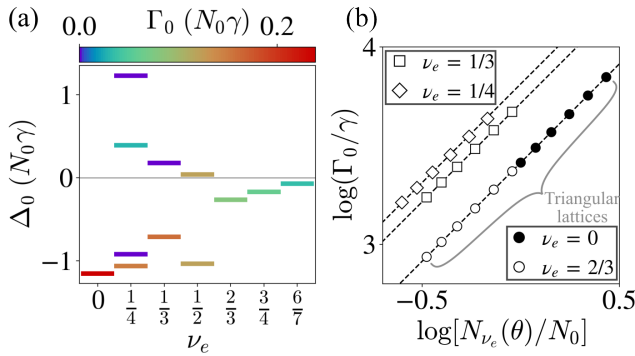 (a)
Γ₀ (N₀γ)
0.0 0.2
Δ₀ (N₀γ)
1
0
−1
0 1/4 1/3 1/2 2/3 3/4 6/7
νₑ
(b)
log(Γ₀/γ)
4
3
νₑ = 1/3
νₑ = 1/4
Triangular
lattices
νₑ = 0
νₑ = 2/3
−0.5 0.5
log[N_νₑ(θ)/N₀]